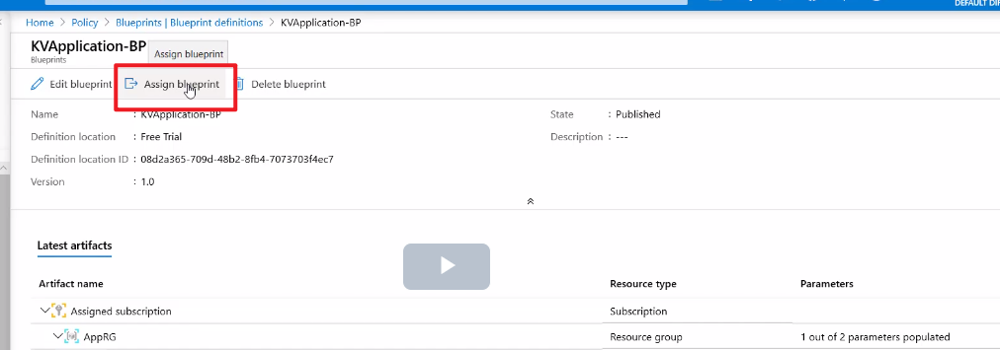 DEFAULT DIR
Home > Policy > Blueprints | Blueprint definitions > KVApplication-BP
KVApplication-BP
Blueprints
Assign blueprint
Edit blueprint Assign blueprint Delete blueprint
Name : KVApplication-BP State : Published
Definition location : Free Trial Description : ---
Definition location ID : 08d2a365-709d-48b2-8fb4-7073703f4ec7
Version : 1.0
Latest artifacts
Artifact name Resource type Parameters
Assigned subscription Subscription
AppRG Resource group 1 out of 2 parameters populated